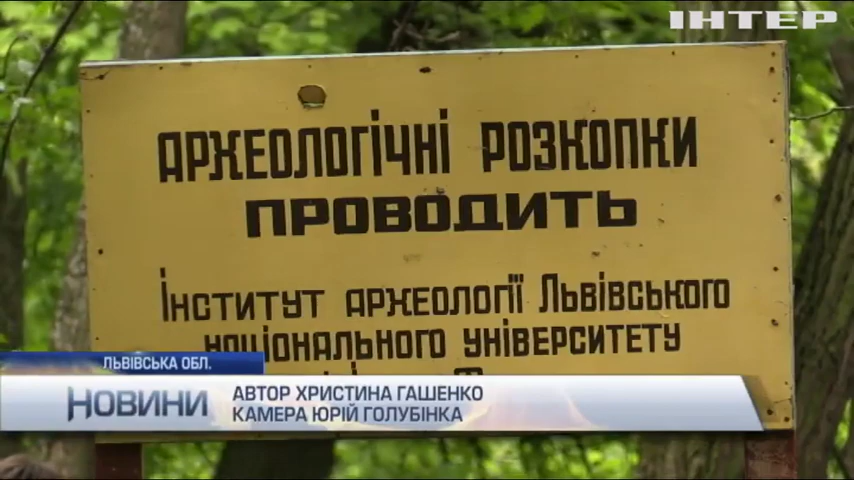 ІНТЕР
АРХЕОЛОГІЧНІ РОЗКОПКИ
ПРОВОДИТЬ
ІНСТИТУТ АРХЕОЛОГІЇ ЛЬВІВСЬКОГО
НАЦІОНАЛЬНОГО УНІВЕРСИТЕТУ
ЛЬВІВСЬКА ОБЛ.
НОВИНИ
АВТОР ХРИСТИНА ГАШЕНКО
КАМЕРА ЮРІЙ ГОЛУБІНКА